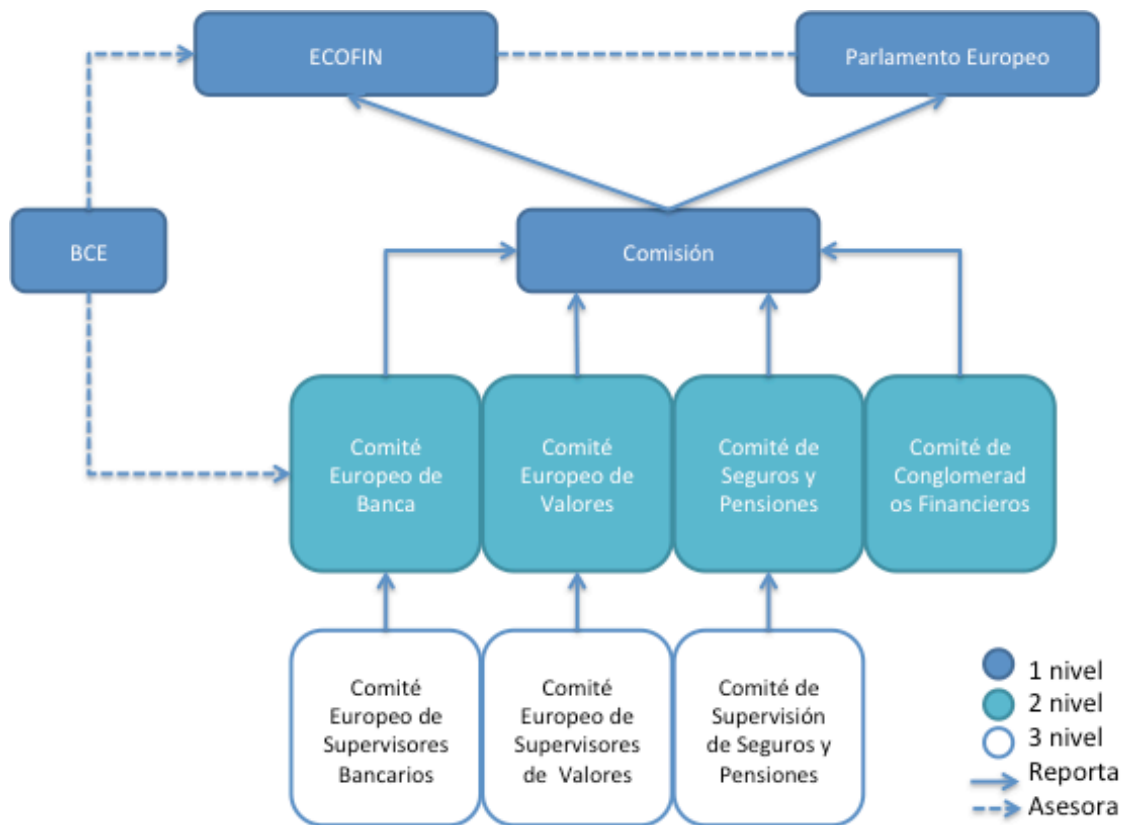 ECOFIN
Parlamento Europeo
BCE
Comisión
Comité
Europeo de
Banca
Comité
Europeo de
Valores
Comité de
Seguros y
Pensiones
Comité de
Conglomerad
os Financieros
Comité
Europeo de
Supervisores
Bancarios
Comité
Europeo de
Supervisores
de Valores
Comité de
Supervisión
de Seguros y
Pensiones
1 nivel
2 nivel
3 nivel
Reporta
Asesora